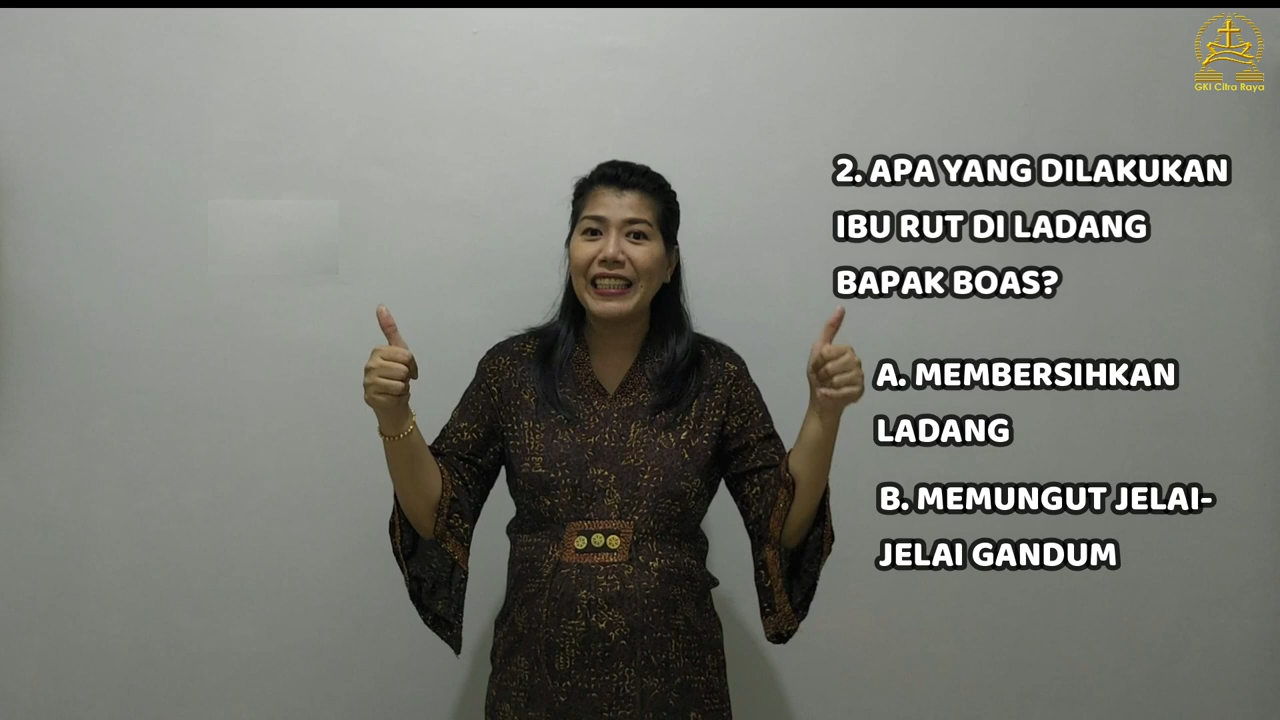 GKI Citra Raya
2. APA YANG DILAKUKAN
IBU RUT DI LADANG
BAPAK BOAS?
A. MEMBERSIHKAN
LADANG
B. MEMUNGUT JELAI-
JELAI GANDUM